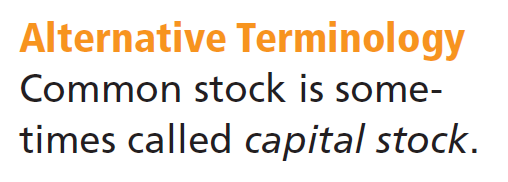 Alternative Terminology
Common stock is some-
times called capital stock.